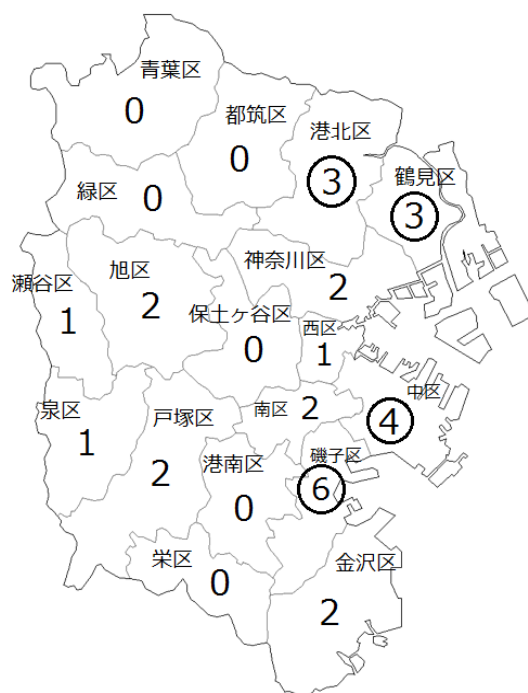 青葉区
0
都筑区
0
港北区
3
鶴見区
3
緑区
0
神奈川区
2
瀬谷区
1
旭区
2
保土ヶ谷区
0
西区
1
中区
4
泉区
1
戸塚区
2
南区
2
港南区
0
磯子区
6
栄区
0
金沢区
2